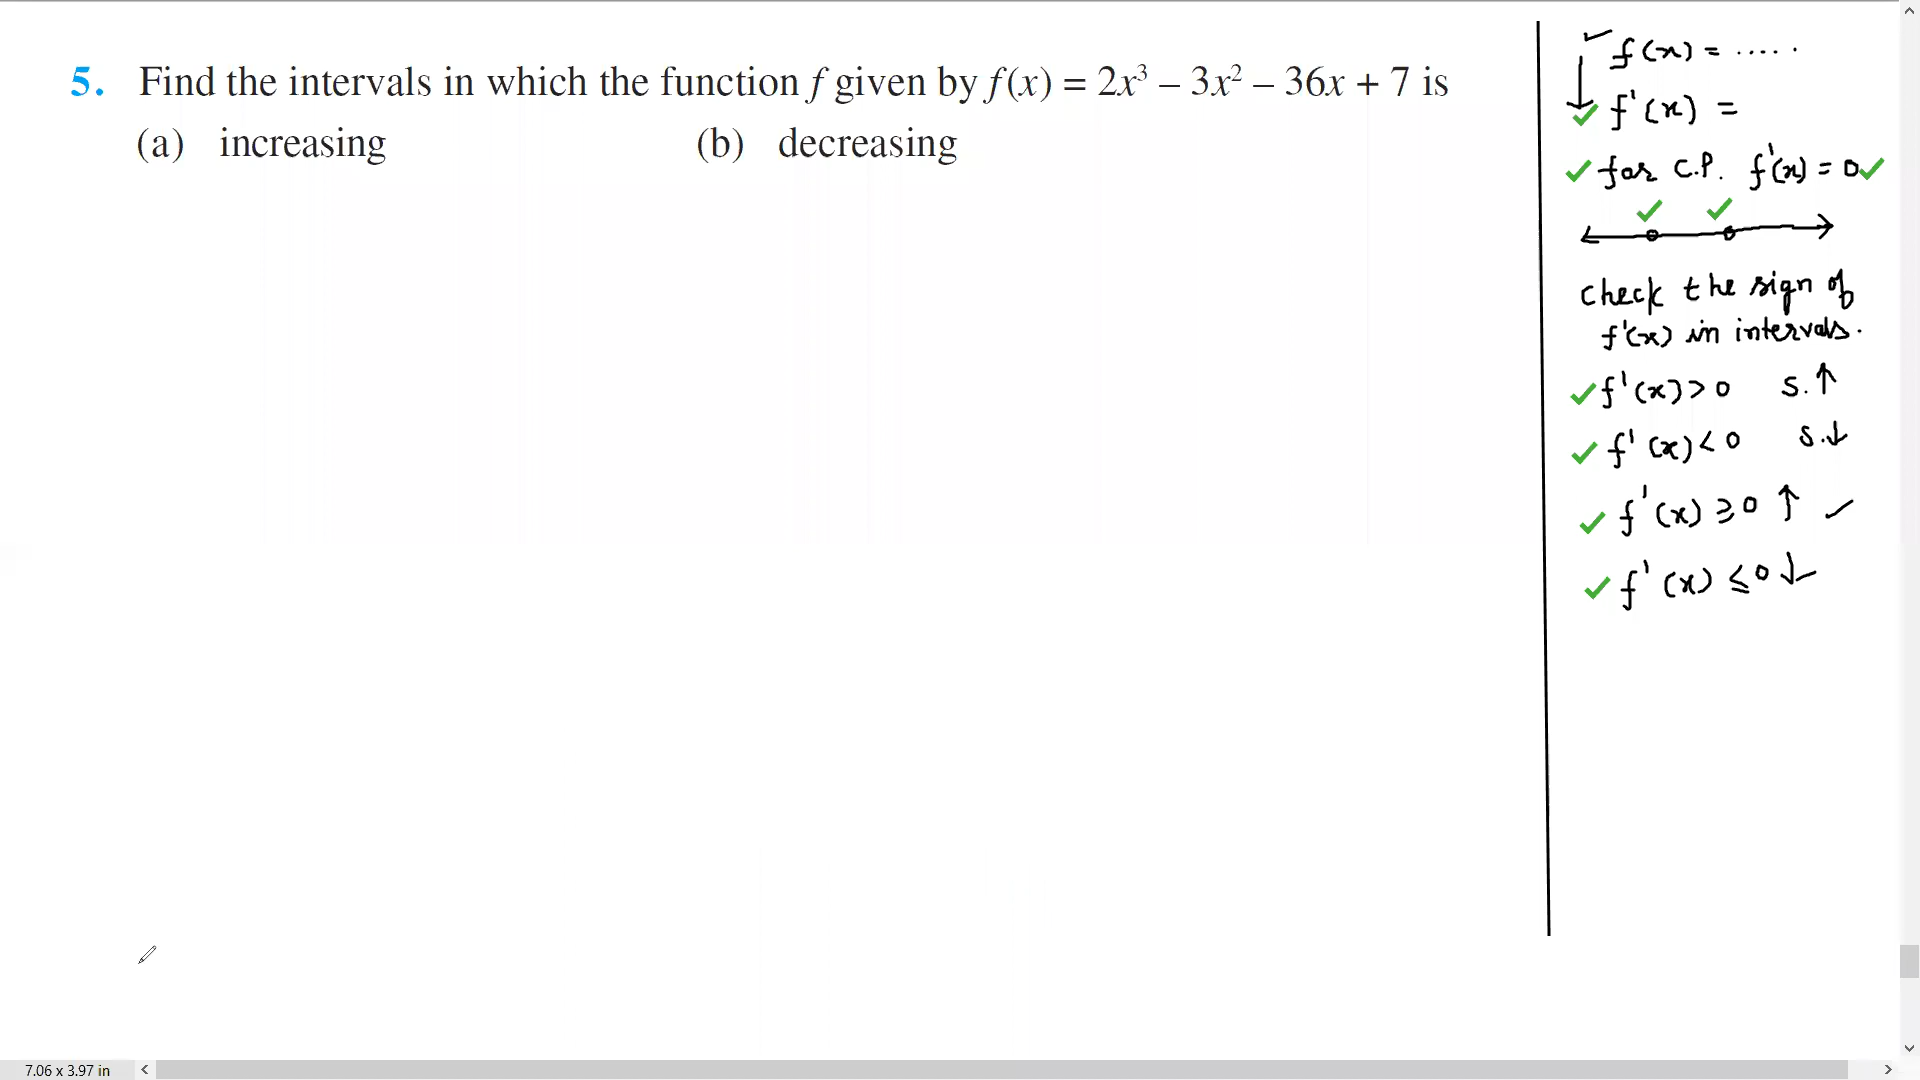 5. Find the intervals in which the function f given by f(x) = 2x³ – 3x² – 36x + 7 is
(a) increasing (b) decreasing
f(x) = .....
f'(x) =
for C.P. f'(x) = 0
check the sign of
f'(x) in intervals.
f'(x) > 0 S.↑
f'(x) < 0 S.↓
f'(x) ≥ 0 ↑
f'(x) ≤ 0 ↓
7.06 x 3.97 in